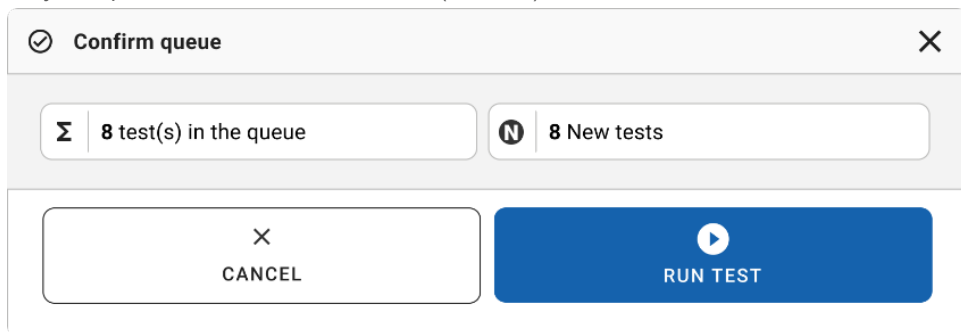 Confirm queue
Σ 8 test(s) in the queue
N 8 New tests
CANCEL
RUN TEST